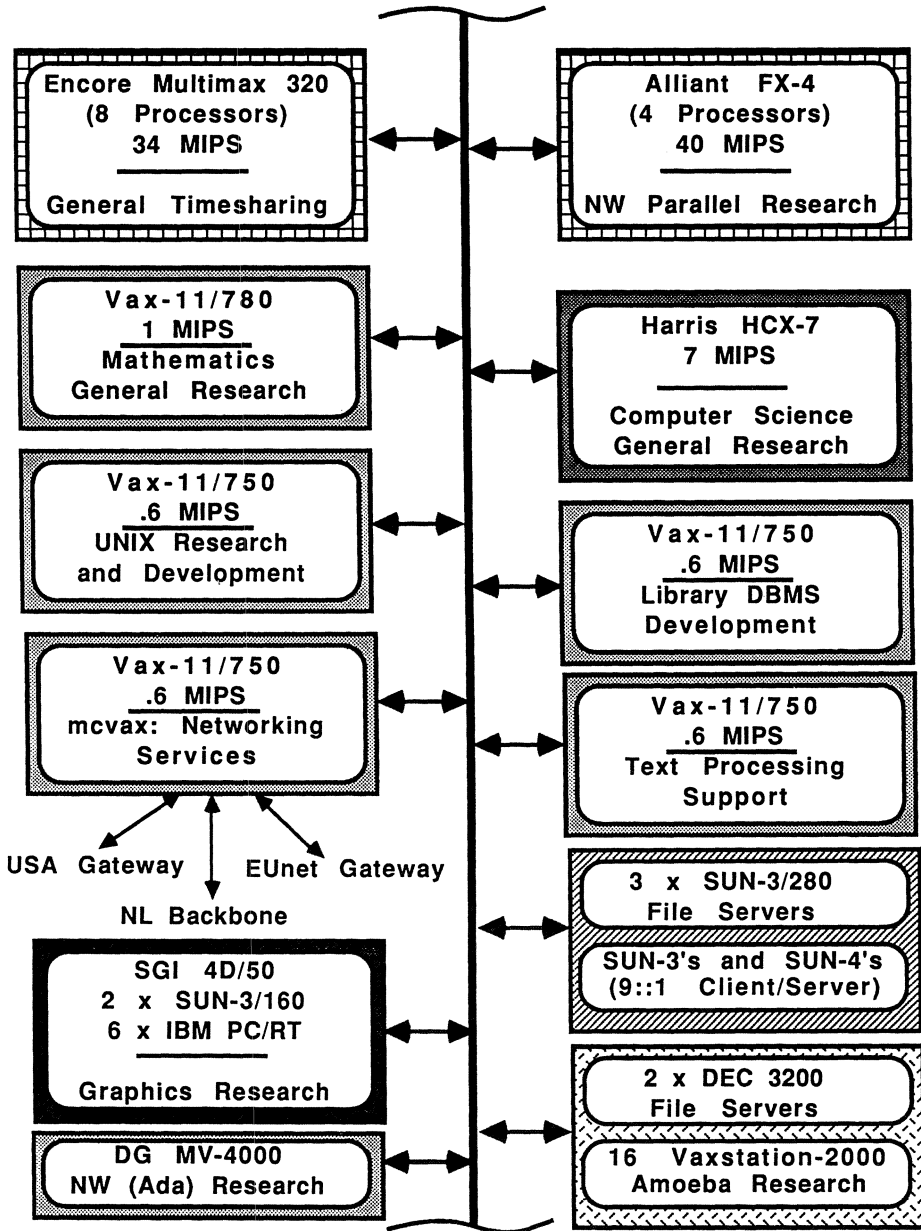 Encore Multimax 320
(8 Processors)
34 MIPS
General Timesharing
Alliant FX-4
(4 Processors)
40 MIPS
NW Parallel Research
Vax-11/780
1 MIPS
Mathematics
General Research
Harris HCX-7
7 MIPS
Computer Science
General Research
Vax-11/750
.6 MIPS
UNIX Research
and Development
Vax-11/750
.6 MIPS
Library DBMS
Development
Vax-11/750
.6 MIPS
mcvax: Networking
Services
Vax-11/750
.6 MIPS
Text Processing
Support
USA Gateway
EUnet Gateway
NL Backbone
3 x SUN-3/280
File Servers
SUN-3's and SUN-4's
(9::1 Client/Server)
SGI 4D/50
2 x SUN-3/160
6 x IBM PC/RT
Graphics Research
2 x DEC 3200
File Servers
16 Vaxstation-2000
Amoeba Research
DG MV-4000
NW (Ada) Research